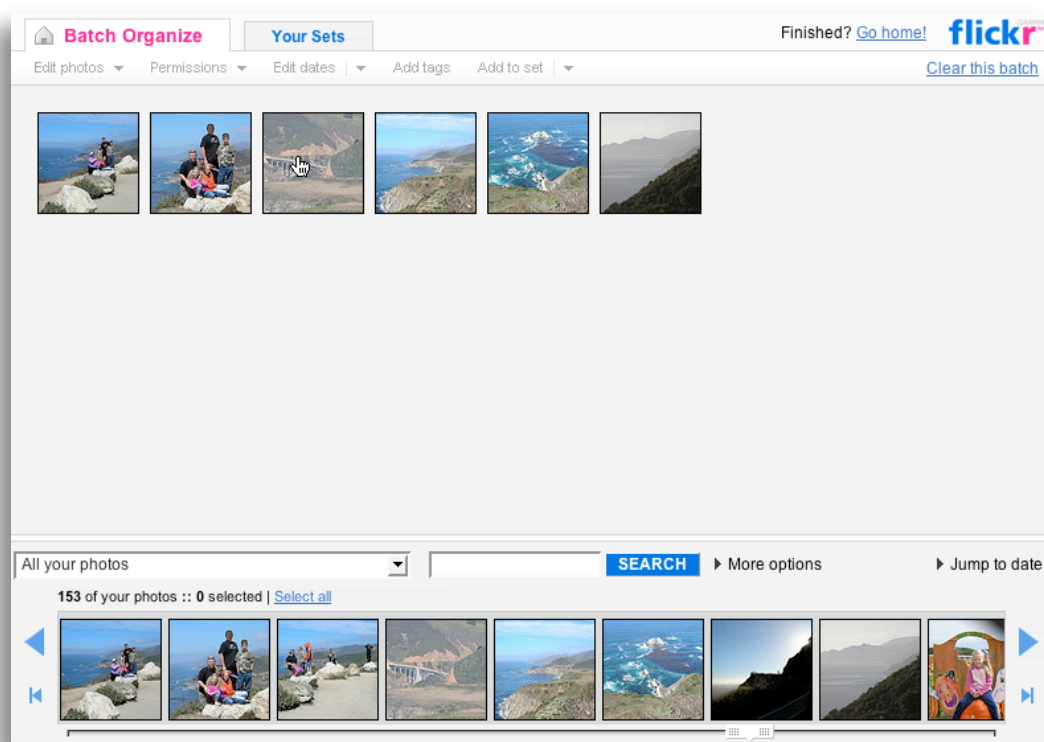 Batch Organize
Your Sets
Finished? Go home!
flickr
GAMMA
TM
Edit photos
Permissions
Edit dates
Add tags
Add to set
Clear this batch
All your photos
SEARCH
More options
Jump to date
153 of your photos :: 0 selected | Select all